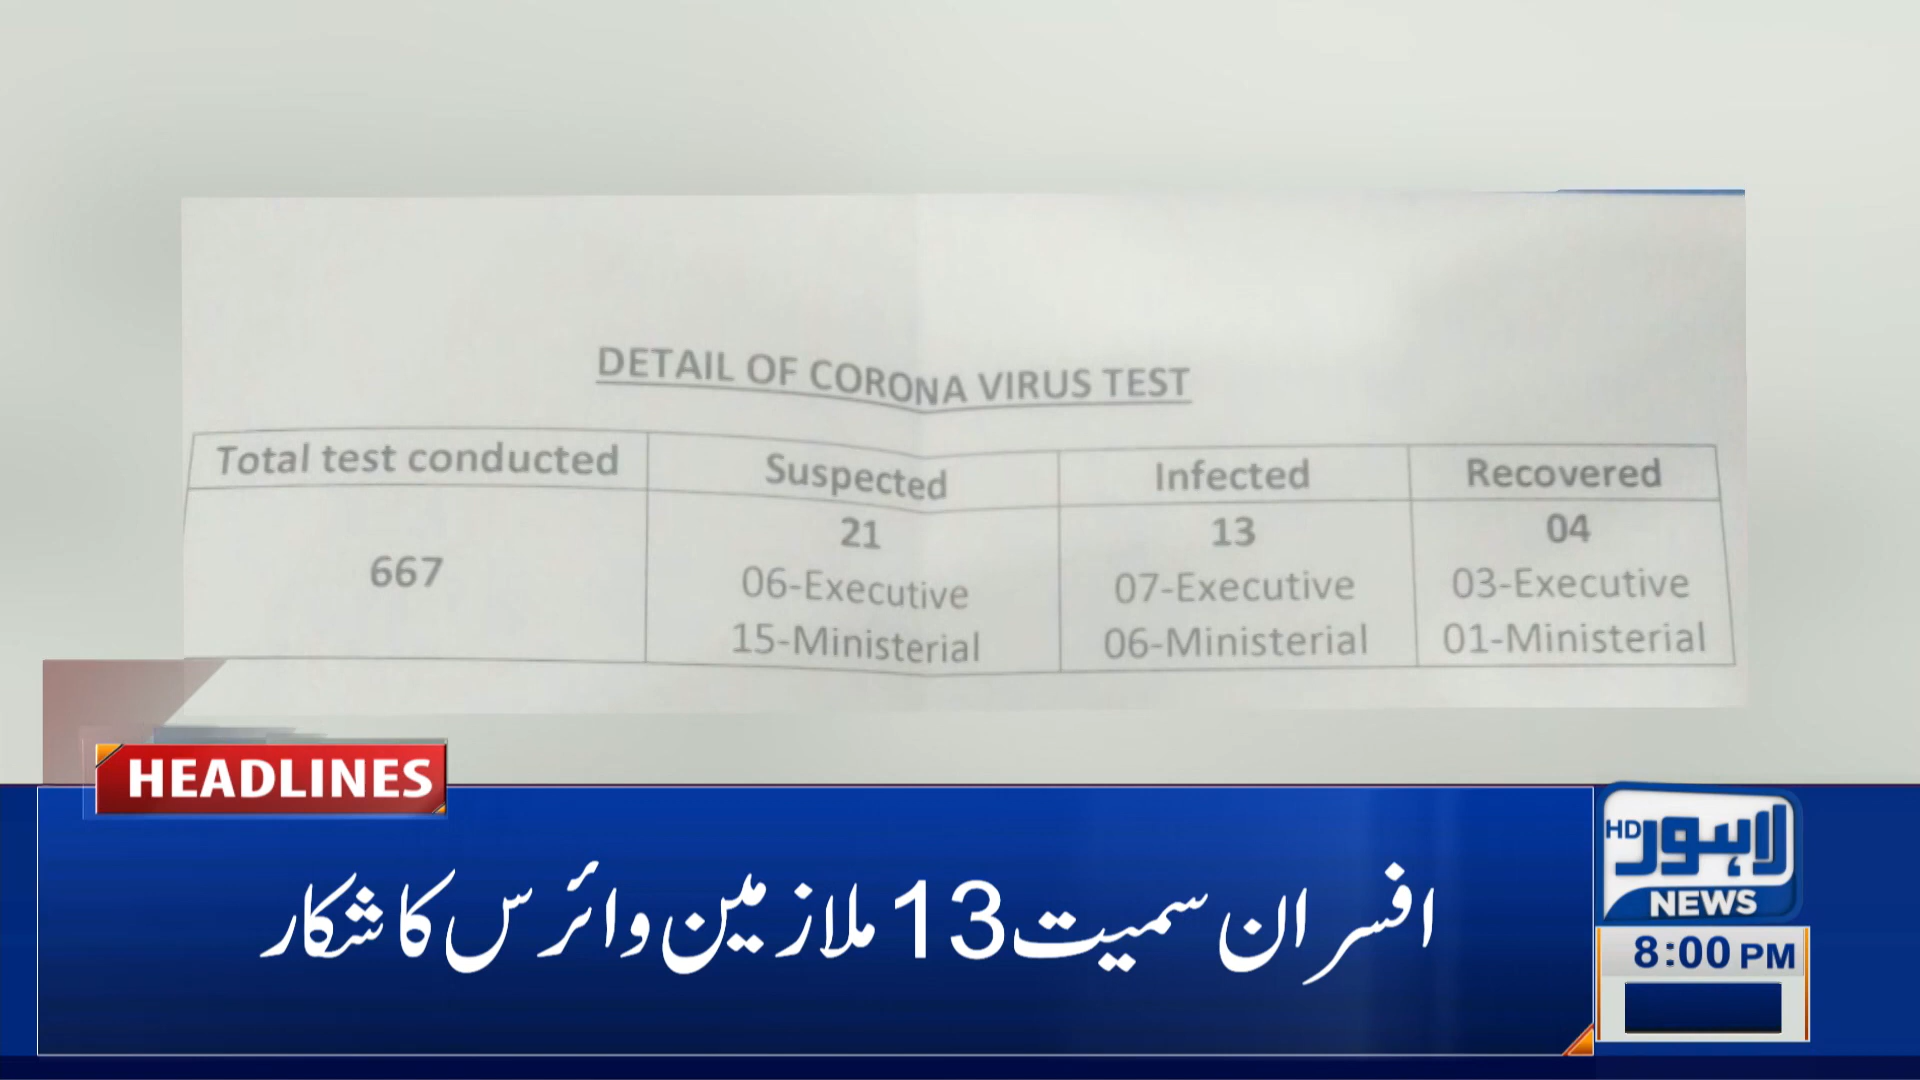 DETAIL OF CORONA VIRUS TEST
Total test conducted Suspected Infected Recovered
667
21
06-Executive
15-Ministerial
13
07-Executive
06-Ministerial
04
03-Executive
01-Ministerial
HEADLINES
افسران سمیت 13 ملازمین وائرس کا شکار
لاہور HD
NEWS
8:00 PM